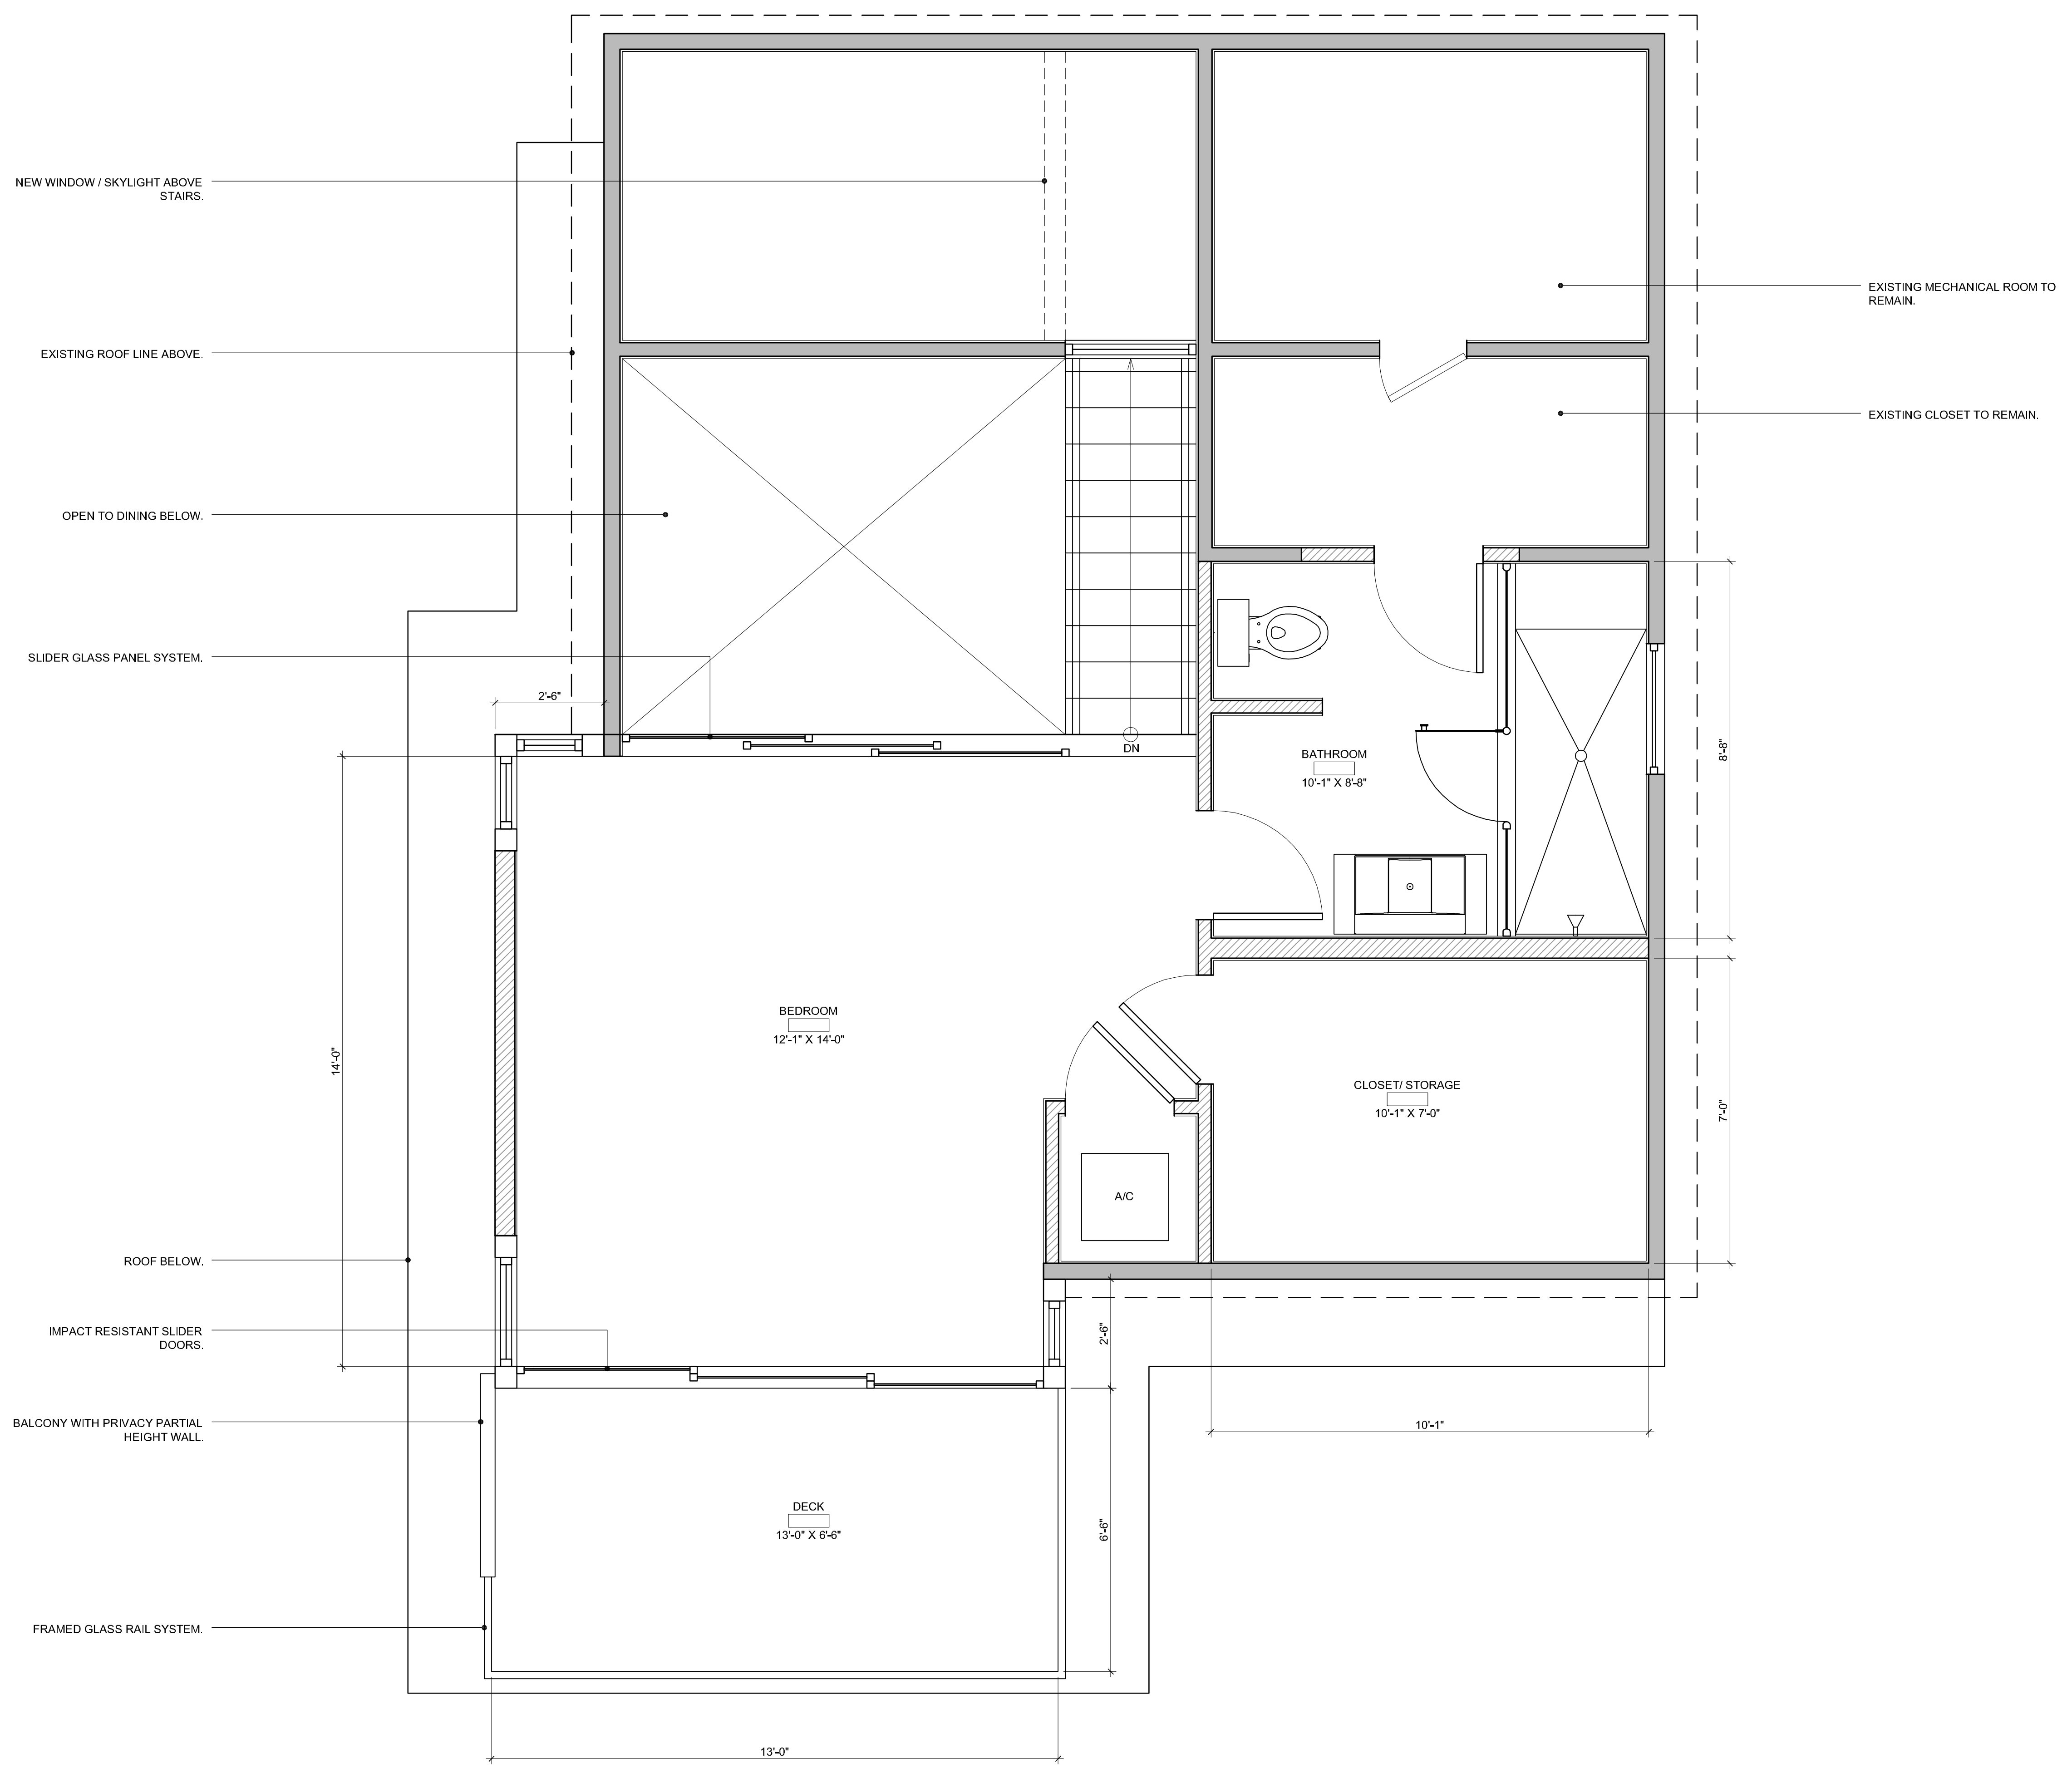 NEW WINDOW / SKYLIGHT ABOVE
STAIRS.
EXISTING MECHANICAL ROOM TO
REMAIN.
EXISTING ROOF LINE ABOVE.
EXISTING CLOSET TO REMAIN.
OPEN TO DINING BELOW.
SLIDER GLASS PANEL SYSTEM.
2'-6"
DN
BATHROOM
10'-1" X 8'-8"
8'-8"
BEDROOM
12'-1" X 14'-0"
14'-0"
CLOSET/ STORAGE
10'-1" X 7'-0"
7'-0"
A/C
ROOF BELOW.
IMPACT RESISTANT SLIDER
DOORS.
2'-6"
BALCONY WITH PRIVACY PARTIAL
HEIGHT WALL.
10'-1"
DECK
13'-0" X 6'-6"
6'-6"
FRAMED GLASS RAIL SYSTEM.
13'-0"